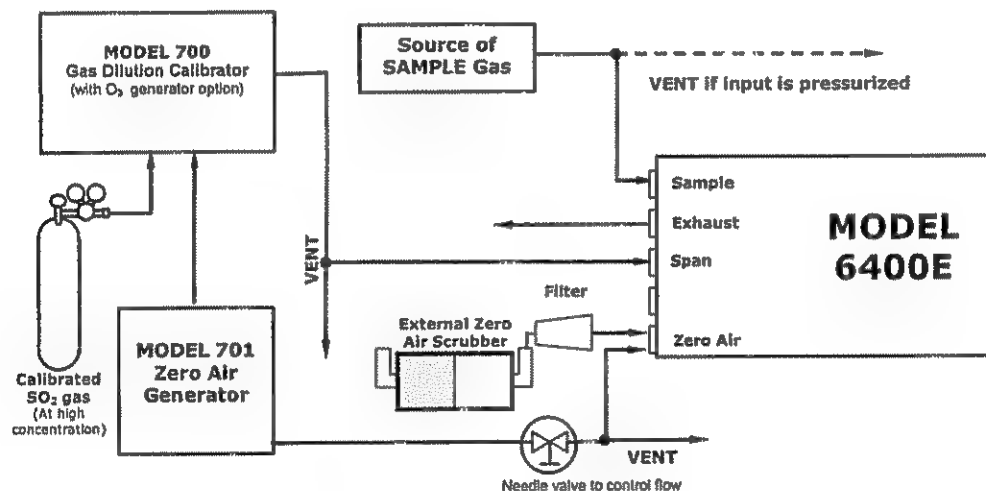 MODEL 700
Gas Dilution Calibrator
(with O₃ generator option)
Source of
SAMPLE Gas
VENT if input is pressurized
Sample
Exhaust
Span
Zero Air
MODEL
6400E
VENT
Filter
External Zero
Air Scrubber
MODEL 701
Zero Air
Generator
Calibrated
SO₂ gas
(At high
concentration)
VENT
Needle valve to control flow